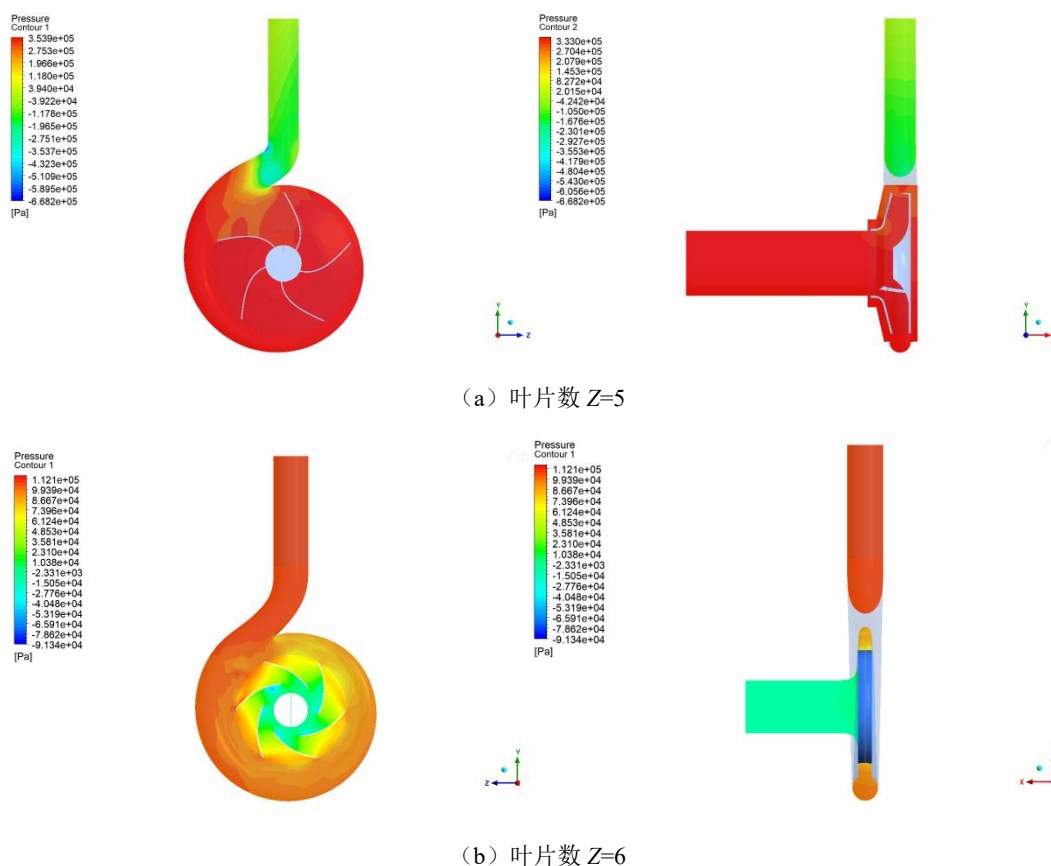 Pressure
Contour 1
3.539e+05
2.753e+05
1.966e+05
1.180e+05
3.940e+04
-3.922e+04
-1.178e+05
-1.965e+05
-2.751e+05
-3.537e+05
-4.323e+05
-5.109e+05
-5.895e+05
-6.682e+05
[Pa]
Y
Z
Pressure
Contour 2
3.330e+05
2.704e+05
2.079e+05
1.453e+05
8.272e+04
2.015e+04
-4.242e+04
-1.050e+05
-1.676e+05
-2.301e+05
-2.927e+05
-3.553e+05
-4.179e+05
-4.804e+05
-5.430e+05
-6.056e+05
-6.682e+05
[Pa]
Y
（a）叶片数 Z=5
Pressure
Contour 1
1.121e+05
9.939e+04
8.667e+04
7.396e+04
6.124e+04
4.853e+04
3.581e+04
2.310e+04
1.038e+04
-2.331e+03
-1.505e+04
-2.776e+04
-4.048e+04
-5.319e+04
-6.591e+04
-7.862e+04
-9.134e+04
[Pa]
Y
Z
Pressure
Contour 1
1.121e+05
9.939e+04
8.667e+04
7.396e+04
6.124e+04
4.853e+04
3.581e+04
2.310e+04
1.038e+04
-2.331e+03
-1.505e+04
-2.776e+04
-4.048e+04
-5.319e+04
-6.591e+04
-7.862e+04
-9.134e+04
[Pa]
Y
X
（b）叶片数 Z=6